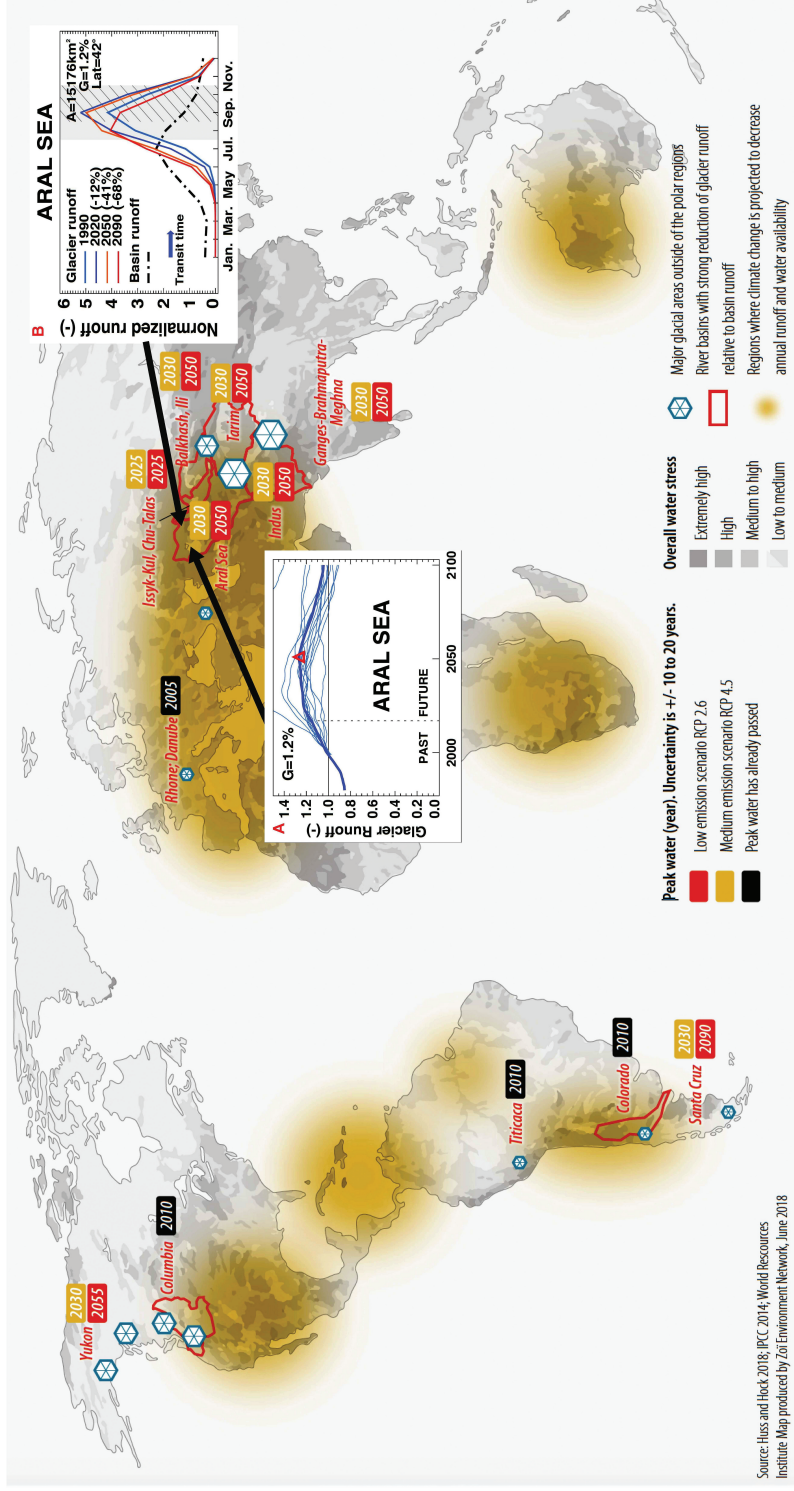 Yukon
2030
2055
Columbia
2010
Titicaca
2010
Colorado
2010
Santa Cruz
2030
2090
Rhone; Danube
2005
Issyk-Kul, Chu-Talas
2025
2025
Balkhash, Ili
2030
2050
Aral Sea
2030
2050
Tarim
2030
2050
Indus
2030
2050
Ganges-Brahmaputra-
Meghna
2030
2050
A
Glacier Runoff (-)
1.4
1.2
1.0
0.8
0.6
0.4
0.2
0.0
G=1.2%
PAST
FUTURE
ARAL SEA
2000
2050
2100
B
ARAL SEA
Normalized runoff (-)
6
5
4
3
2
1
0
Glacier runoff
1990
2020 (-12%)
2050 (-41%)
2090 (-68%)
Basin runoff
Transit time
A=15176km²
G=1.2%
Lat=42°
Jan. Mar. May Jul. Sep. Nov.
Peak water (year). Uncertainty is +/- 10 to 20 years.
Low emission scenario RCP 2.6
Medium emission scenario RCP 4.5
Peak water has already passed
Overall water stress
Extremely high
High
Medium to high
Low to medium
Major glacial areas outside of the polar regions
River basins with strong reduction of glacier runoff
relative to basin runoff
Regions where climate change is projected to decrease
annual runoff and water availability
Source: Huss and Hock 2018; IPCC 2014; World Rescources
Institute Map produced by Zoï Environment Network, June 2018